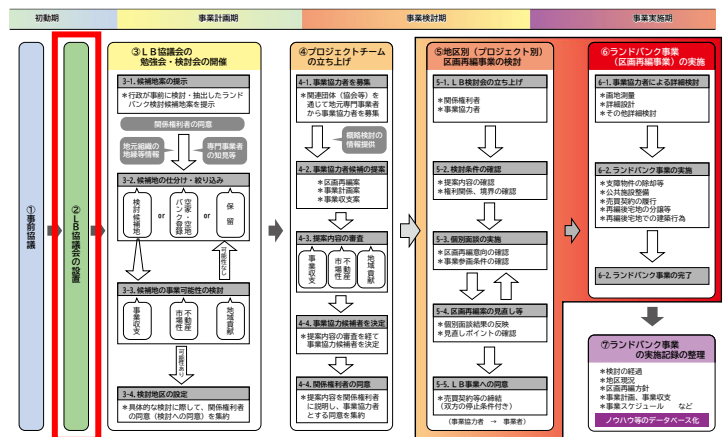 初動期
事業計画期
事業検討期
事業実施期
①事前協議
②LB協議会の設置
③LB協議会の
勉強会・検討会の開催
3-1. 候補地案の提示
＊行政が事前に検討・抽出したランド
バンク検討候補地案を提示
関係権利者の同意
地元組織の
地縁等情報
専門事業者
の知見等
3-2. 候補地の仕分け・絞り込み
検討候補地
or
空家・空地
バンク登録
or
保留
可能性なし
3-3. 候補地の事業可能性の検討
事業収支
不動産
市場性
地域貢献
可能性あり
3-4. 検討地区の設定
＊具体的な検討に際して、関係権利者
の同意（検討への同意）を集約
④プロジェクトチーム
の立ち上げ
4-1. 事業協力者を募集
＊関連団体（協会等）を
通じて地元専門事業者
から事業協力者を募集
概略検討の
情報提供
4-2. 事業協力者候補の提案
＊区画再編案
＊事業計画案
＊事業収支案
4-3. 提案内容の審査
事業収支
不動産
市場性
地域貢献
4-4. 事業協力候補者を決定
＊提案内容の審査を経て
事業協力候補者を決定
4-4. 関係権利者の同意
＊提案内容を関係権利者
に説明し、事業協力者
とする同意を集約
⑤地区別（プロジェクト別）
区画再編事業の検討
5-1. LB検討会の立ち上げ
＊関係権利者
＊事業協力者
5-2. 検討条件の確認
＊提案内容の確認
＊権利関係、境界の確認
5-3. 個別面談の実施
＊区画再編意向の確認
＊事業参画条件の確認
5-4. 区画再編案の見直し等
＊個別面談結果の反映
＊見直しポイントの確認
5-5. LB事業への同意
＊売買契約等の締結
（双方の停止条件付き）
（事業協力者 → 事業者）
⑥ランドバンク事業
（区画再編事業）の実施
6-1. 事業協力者による詳細検討
＊画地測量
＊詳細設計
＊その他詳細検討
6-2. ランドバンク事業の実施
＊支障物件の除却等
＊公共施設整備
＊売買契約の履行
＊再編後宅地の分譲等
＊再編後宅地での建築行為
6-2. ランドバンク事業の完了
⑦ランドバンク事業
の実施記録の整理
＊検討の経過
＊地区現況
＊区画再編方針
＊事業計画、事業収支
＊事業スケジュール など
ノウハウ等のデータベース化